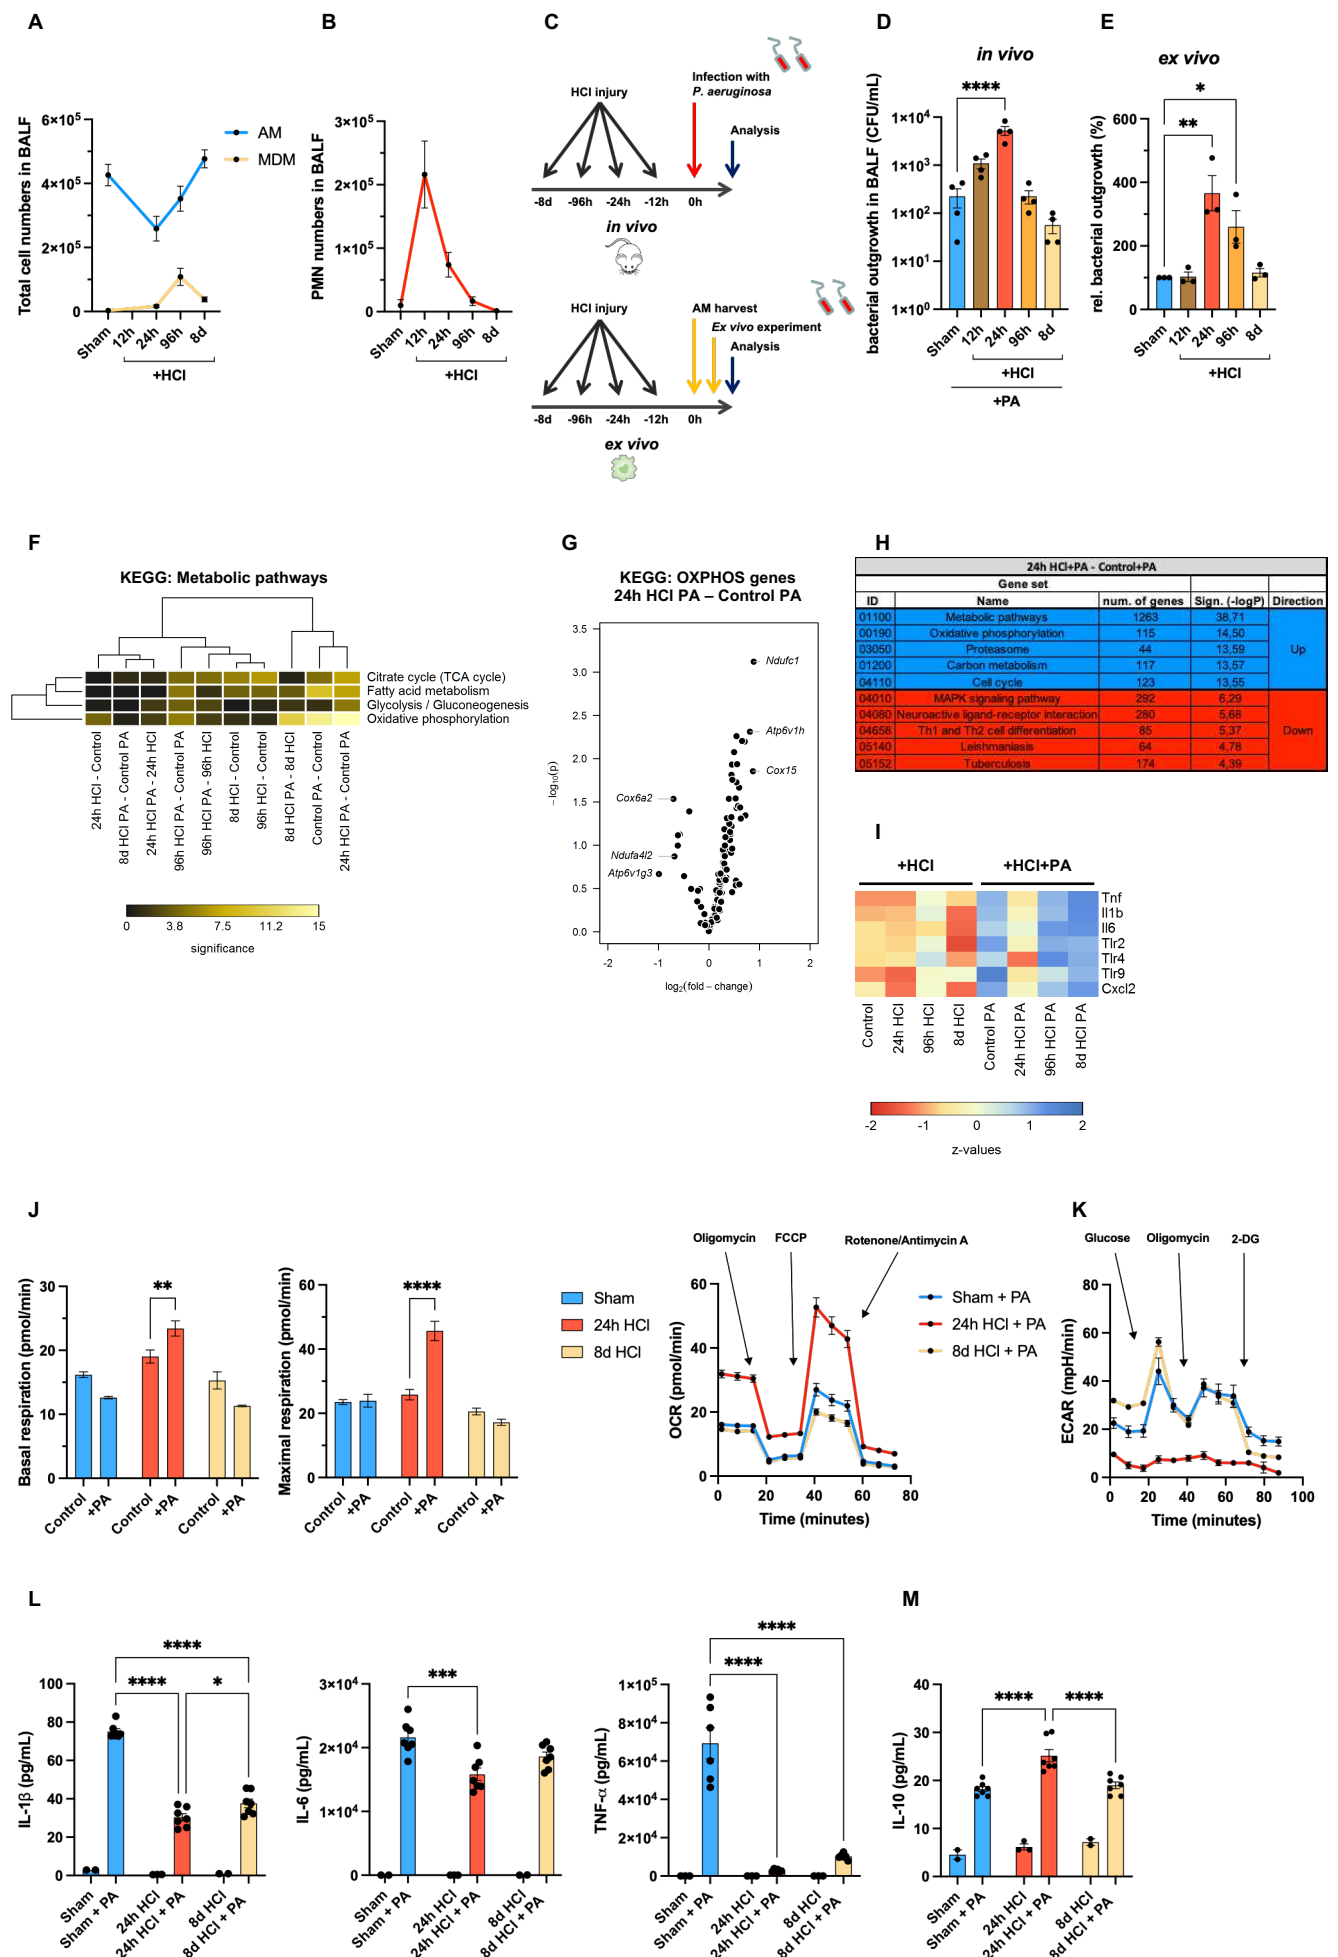 A
Total cell numbers in BALF
6×10⁵
4×10⁵
2×10⁵
0
AM
MDM
Sham
12h
24h
96h
8d
+HCl
B
PMN numbers in BALF
3×10⁵
2×10⁵
1×10⁵
0
Sham
12h
24h
96h
8d
+HCl
C
HCl injury
Infection with
P. aeruginosa
Analysis
-8d -96h -24h -12h 0h
in vivo
HCl injury
AM harvest
Ex vivo experiment
Analysis
-8d -96h -24h -12h 0h
ex vivo
D
in vivo
bacterial outgrowth in BALF (CFU/mL)
****
1×10⁴
1×10³
1×10²
1×10¹
1×10⁰
Sham
12h
24h
96h
8d
+HCl
+PA
E
ex vivo
rel. bacterial outgrowth (%)
*
**
600
400
200
0
Sham
12h
24h
96h
8d
+HCl
F
KEGG: Metabolic pathways
Citrate cycle (TCA cycle)
Fatty acid metabolism
Glycolysis / Gluconeogenesis
Oxidative phosphorylation
24h HCl - Control
8d HCl PA - Control PA
24h HCl PA - 24h HCl
96h HCl PA - Control PA
96h HCl PA - 96h HCl
8d HCl - Control
96h HCl - Control
8d HCl PA - 8d HCl
Control PA - Control
24h HCl PA - Control PA
0 3.8 7.5 11.2 15
significance
G
KEGG: OXPHOS genes
24h HCl PA – Control PA
−log₁₀(p)
3.5
3.0
2.5
2.0
1.5
1.0
0.5
0.0
Ndufc1
Atp6v1h
Cox15
Cox6a2
Ndufa4l2
Atp6v1g3
-2 -1 0 1 2
log₂(fold − change)
H
24h HCl+PA - Control+PA
Gene set
ID Name num. of genes Sign. (-logP) Direction
01100 Metabolic pathways 1263 38,71
00190 Oxidative phosphorylation 115 14,50
03050 Proteasome 44 13,59 Up
01200 Carbon metabolism 117 13,57
04110 Cell cycle 123 13,55
04010 MAPK signaling pathway 292 6,29
04080 Neuroactive ligand-receptor interaction 280 5,68
04658 Th1 and Th2 cell differentiation 85 5,37 Down
05140 Leishmaniasis 64 4,78
05152 Tuberculosis 174 4,39
I
+HCl +HCl+PA
Tnf
Il1b
Il6
Tlr2
Tlr4
Tlr9
Cxcl2
Control
24h HCl
96h HCl
8d HCl
Control PA
24h HCl PA
96h HCl PA
8d HCl PA
-2 -1 0 1 2
z-values
J
Basal respiration (pmol/min)
**
30
20
10
0
Control
+PA
Control
+PA
Control
+PA
Maximal respiration (pmol/min)
****
60
40
20
0
Control
+PA
Control
+PA
Control
+PA
Sham
24h HCl
8d HCl
Oligomycin
FCCP
Rotenone/Antimycin A
OCR (pmol/min)
60
40
20
0
0 20 40 60 80
Time (minutes)
Sham + PA
24h HCl + PA
8d HCl + PA
K
Glucose
Oligomycin
2-DG
ECAR (mpH/min)
80
60
40
20
0
0 20 40 60 80 100
Time (minutes)
L
IL-1β (pg/mL)
****
****
*
100
80
60
40
20
0
Sham
Sham + PA
24h HCl
24h HCl + PA
8d HCl
8d HCl + PA
IL-6 (pg/mL)
***
3×10⁴
2×10⁴
1×10⁴
0
Sham
Sham + PA
24h HCl
24h HCl + PA
8d HCl
8d HCl + PA
TNF-α (pg/mL)
****
****
1×10⁵
8×10⁴
6×10⁴
4×10⁴
2×10⁴
0
Sham
Sham + PA
24h HCl
24h HCl + PA
8d HCl
8d HCl + PA
M
IL-10 (pg/mL)
****
****
40
30
20
10
0
Sham
Sham + PA
24h HCl
24h HCl + PA
8d HCl
8d HCl + PA